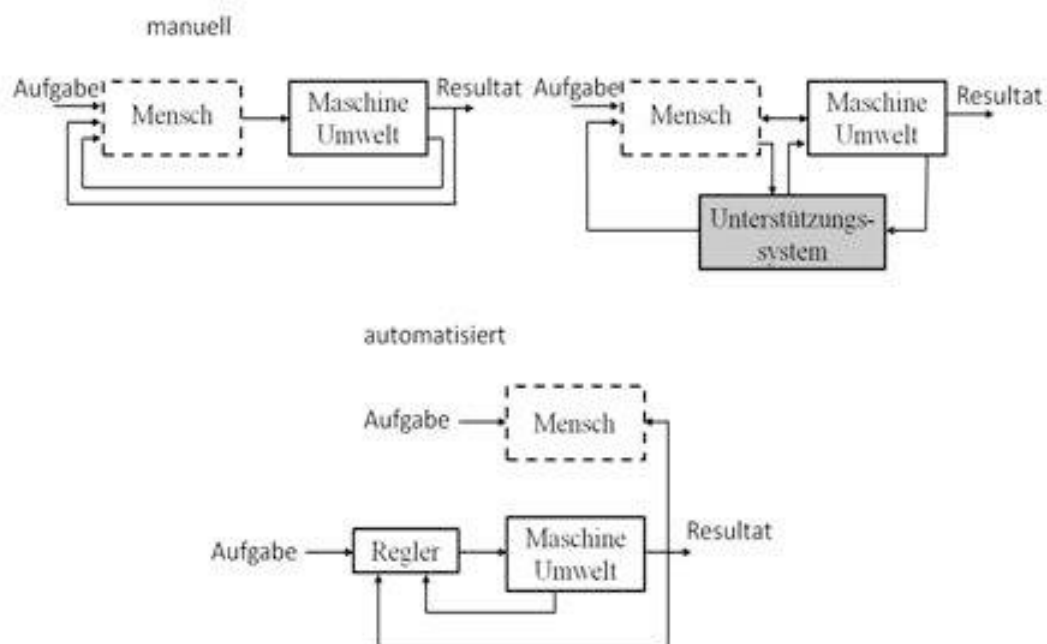 manuell
Aufgabe
Mensch
Maschine
Umwelt
Resultat
Aufgabe
Mensch
Maschine
Umwelt
Resultat
Unterstützungs-
system
automatisiert
Aufgabe
Mensch
Aufgabe
Regler
Maschine
Umwelt
Resultat